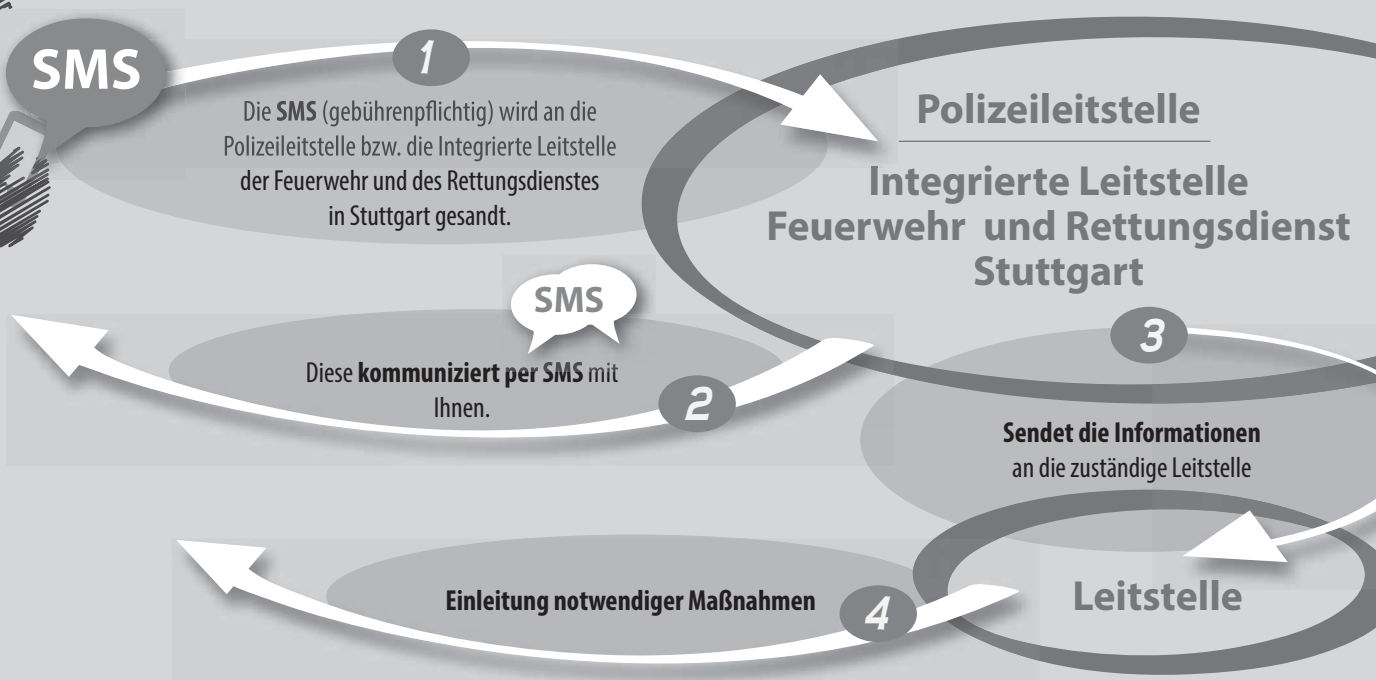 SMS
1
Die SMS (gebührenpflichtig) wird an die
Polizeileitstelle bzw. die Integrierte Leitstelle
der Feuerwehr und des Rettungsdienstes
in Stuttgart gesandt.
Polizeileitstelle
Integrierte Leitstelle
Feuerwehr und Rettungsdienst
Stuttgart
SMS
Diese kommuniziert per SMS mit
Ihnen.
2
3
Sendet die Informationen
an die zuständige Leitstelle
Einleitung notwendiger Maßnahmen
4
Leitstelle